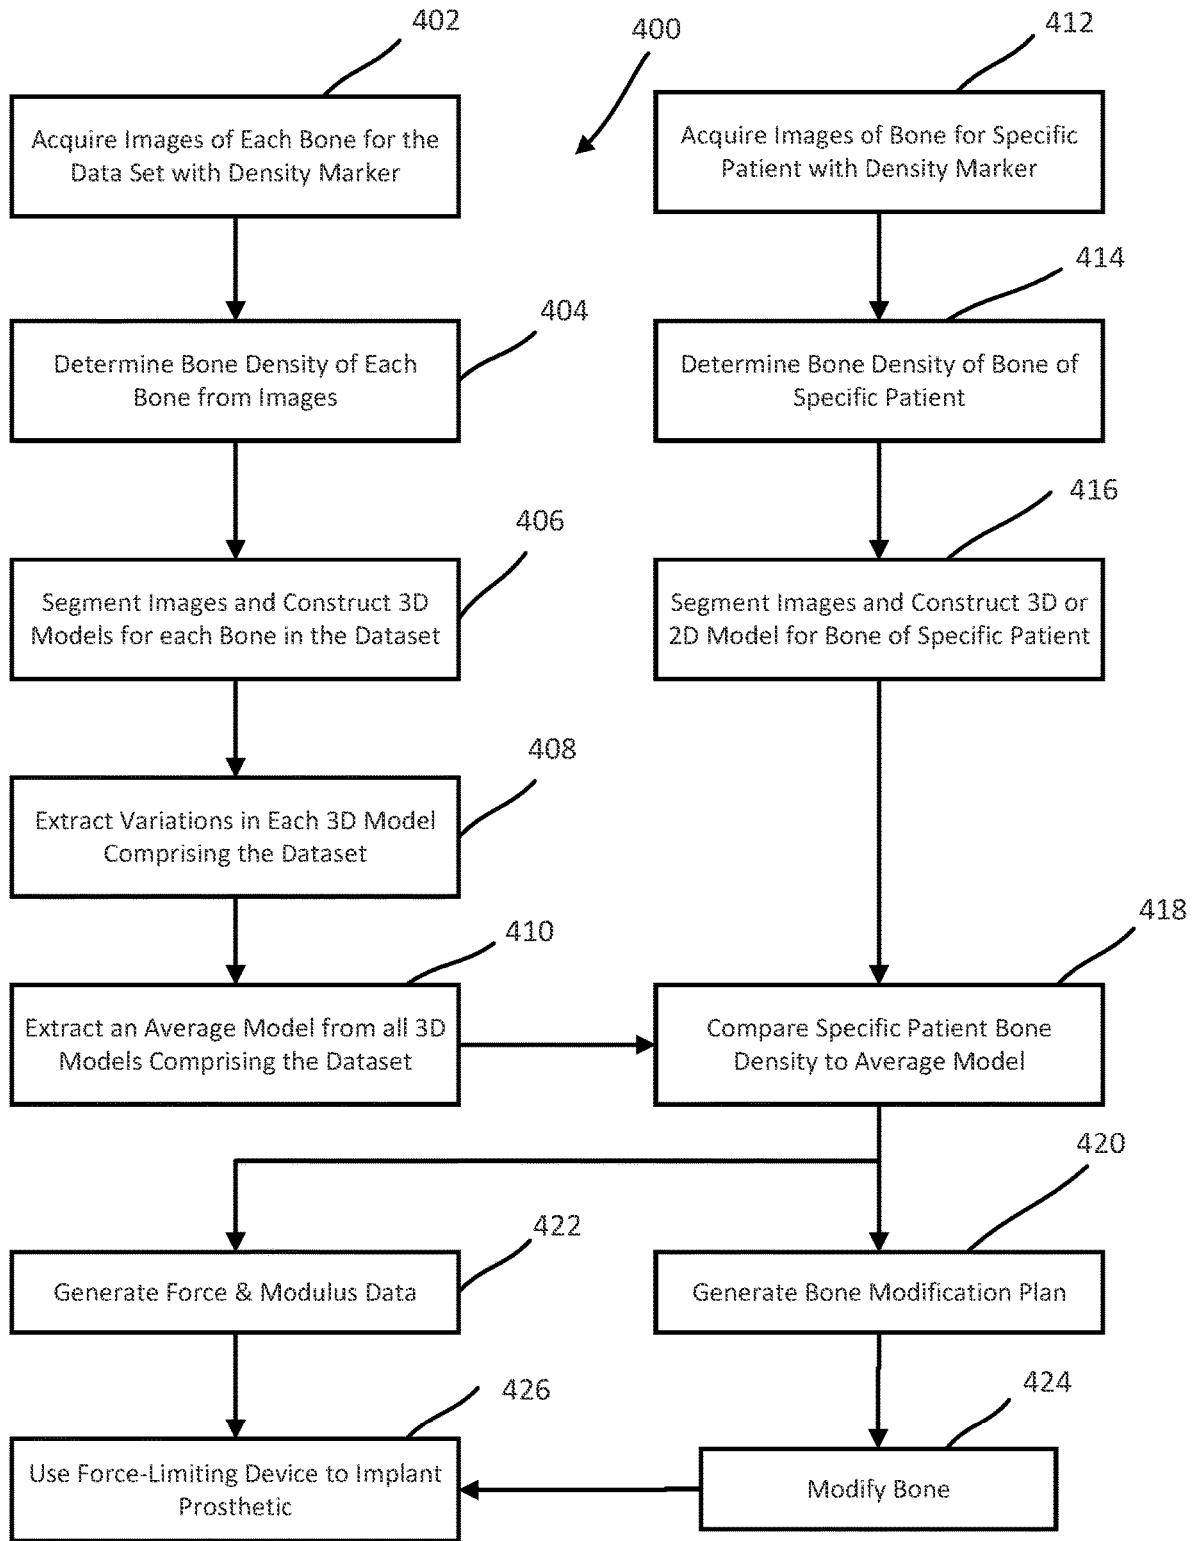 402
400
412
Acquire Images of Each Bone for the
Data Set with Density Marker
Acquire Images of Bone for Specific
Patient with Density Marker
414
404
Determine Bone Density of Each
Bone from Images
Determine Bone Density of Bone of
Specific Patient
416
406
Segment Images and Construct 3D
Models for each Bone in the Dataset
Segment Images and Construct 3D or
2D Model for Bone of Specific Patient
408
Extract Variations in Each 3D Model
Comprising the Dataset
418
410
Extract an Average Model from all 3D
Models Comprising the Dataset
Compare Specific Patient Bone
Density to Average Model
420
422
Generate Force & Modulus Data
Generate Bone Modification Plan
426
424
Use Force-Limiting Device to Implant
Prosthetic
Modify Bone